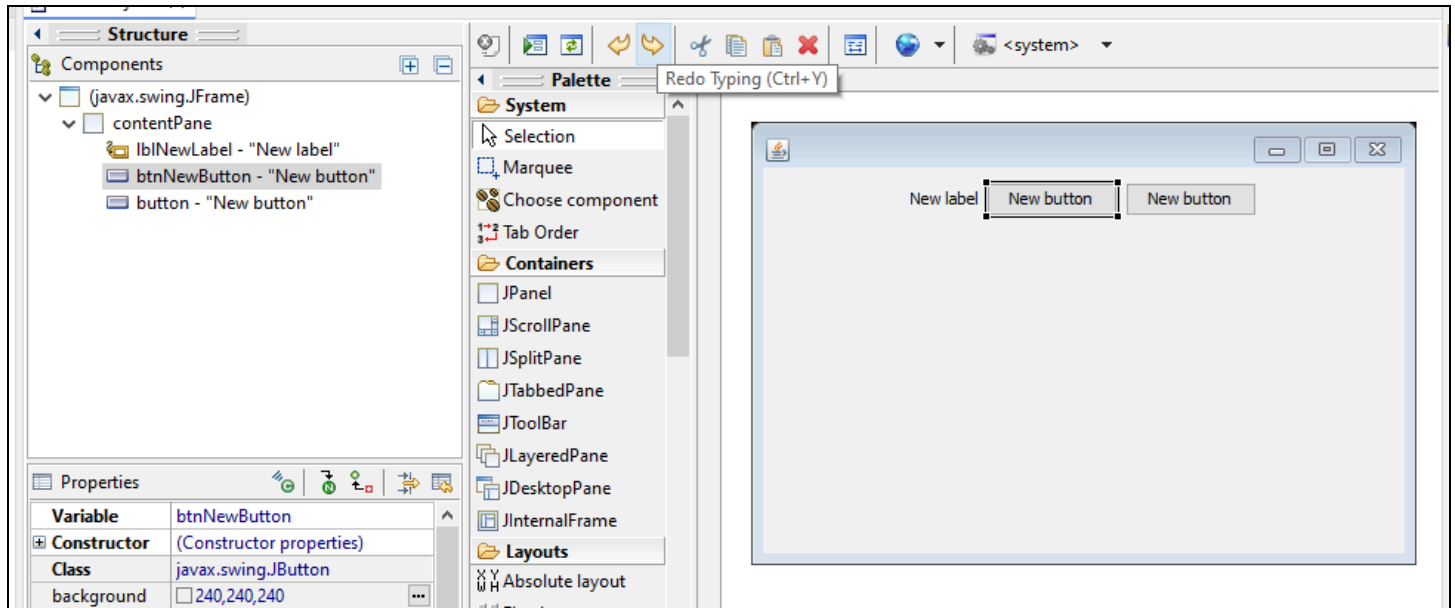 Structure
Components
(javax.swing.JFrame)
contentPane
lblNewLabel - "New label"
btnNewButton - "New button"
button - "New button"
Properties
Variable btnNewButton
Constructor (Constructor properties)
Class javax.swing.JButton
background 240,240,240
<system>
Redo Typing (Ctrl+Y)
Palette
System
Selection
Marquee
Choose component
Tab Order
Containers
JPanel
JScrollPane
JSplitPane
JTabbedPane
JToolBar
JLayeredPane
JDesktopPane
JInternalFrame
Layouts
Absolute layout
New label New button New button